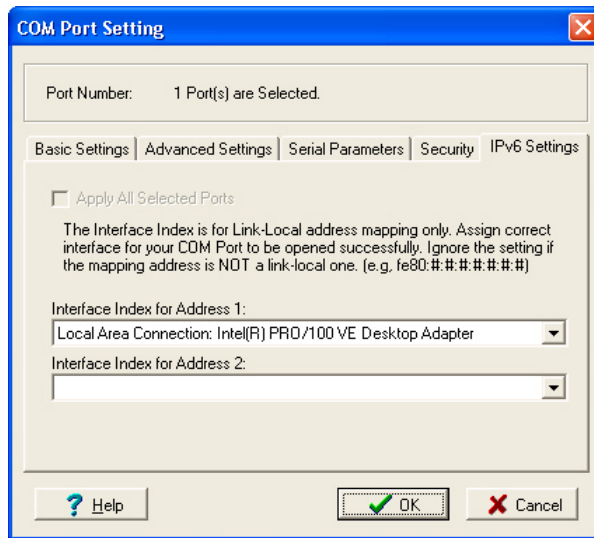 COM Port Setting
Port Number: 1 Port(s) are Selected.
Basic Settings Advanced Settings Serial Parameters Security IPv6 Settings
Apply All Selected Ports
The Interface Index is for Link-Local address mapping only. Assign correct
interface for your COM Port to be opened successfully. Ignore the setting if
the mapping address is NOT a link-local one. (e.g, fe80:#:#:#:#:#:#:#)
Interface Index for Address 1:
Local Area Connection: Intel(R) PRO/100 VE Desktop Adapter
Interface Index for Address 2:
? Help OK Cancel